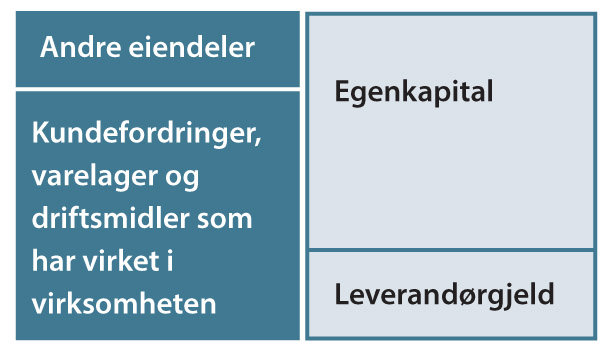 Andre eiendeler
Kundefordringer,
varelager og
driftsmidler som
har virket i
virksomheten
Egenkapital
Leverandørgjeld